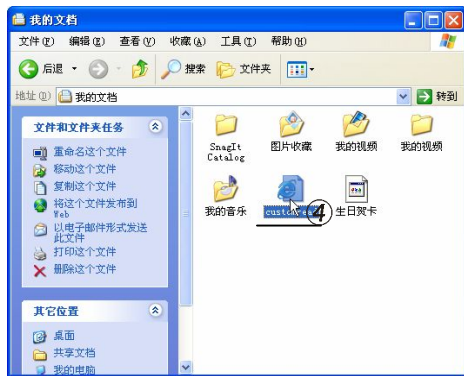 我的文档
文件(F) 编辑(E) 查看(V) 收藏(A) 工具(T) 帮助(H)
后退 搜索 文件夹
地址(D) 我的文档 转到
文件和文件夹任务
重命名这个文件
移动这个文件
复制这个文件
将这个文件发布到
Web
以电子邮件形式发送
此文件
打印这个文件
删除这个文件
其它位置
桌面
共享文档
我的电脑
SnagIt
Catalog
图片收藏 我的视频 我的视频
我的音乐 生日贺卡
4